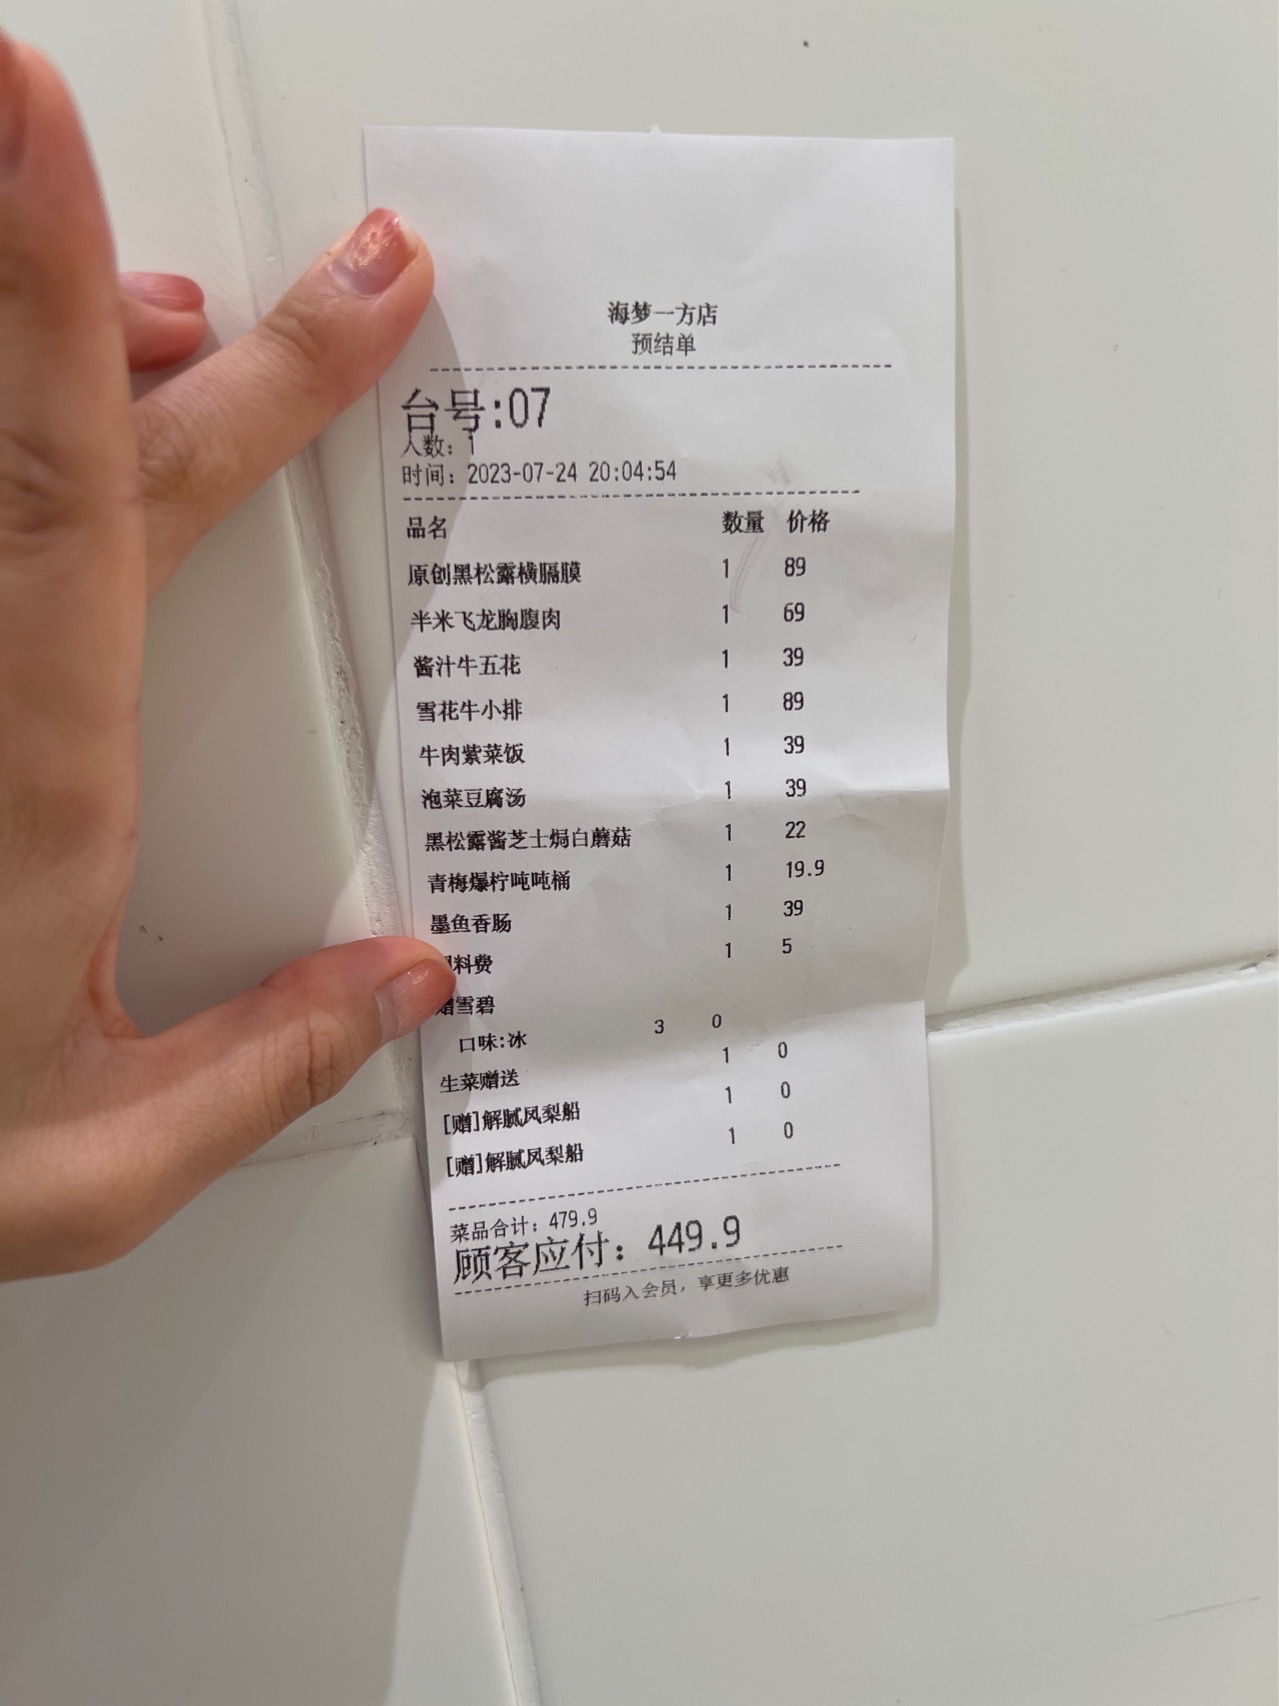 海梦一方店
预结单
台号:07
人数: 1
时间: 2023-07-24 20:04:54
品名 数量 价格
原创黑松露横膈膜 1 89
半米飞龙胸腹肉 1 69
酱汁牛五花 1 39
雪花牛小排 1 89
牛肉紫菜饭 1 39
泡菜豆腐汤 1 39
黑松露酱芝士焗白蘑菇 1 22
青梅爆柠吨吨桶 1 19.9
墨鱼香肠 1 39
料费 1 5
赠雪碧
口味:冰 3 0
生菜赠送 1 0
[赠]解腻凤梨船 1 0
[赠]解腻凤梨船 1 0
菜品合计: 479.9
顾客应付: 449.9
扫码入会员, 享更多优惠